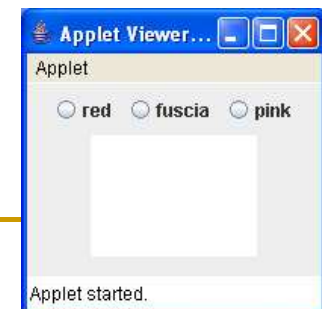 Applet Viewer...
Applet
red fuscia pink
Applet started.